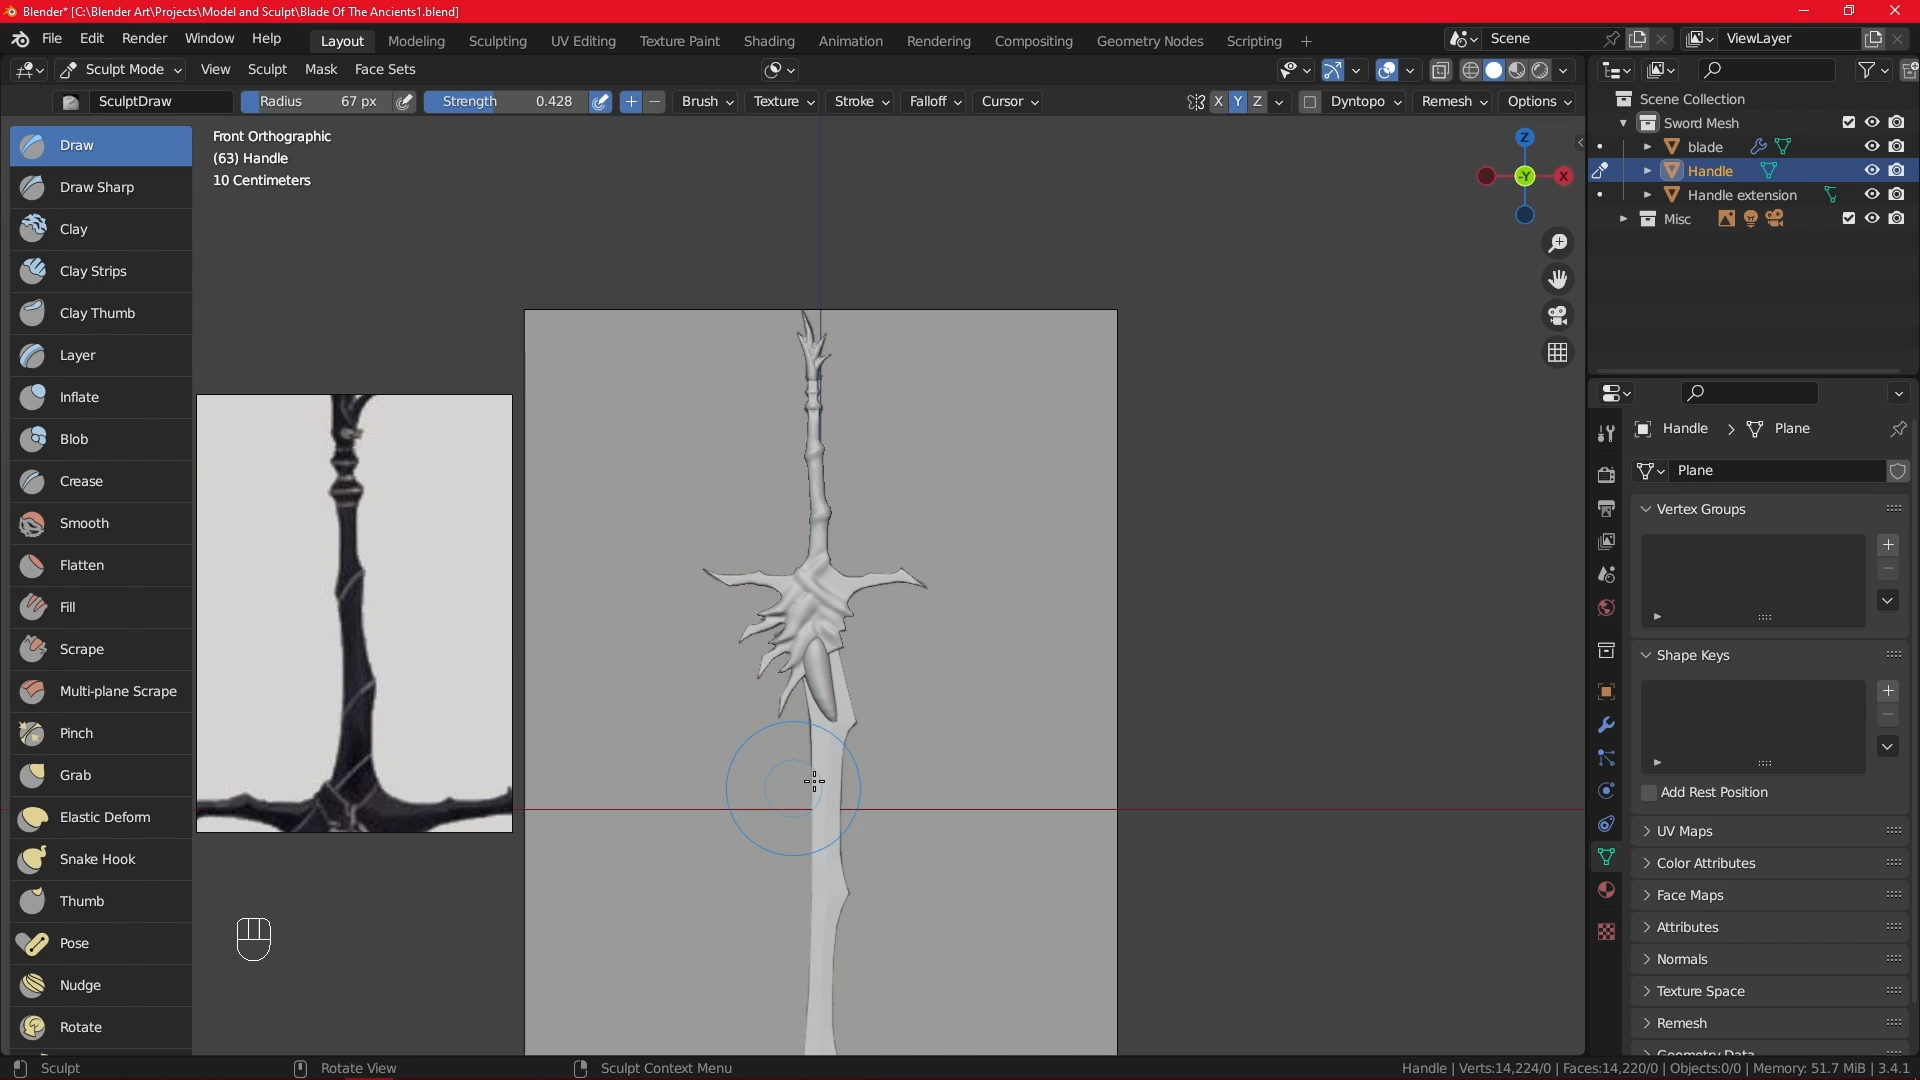 Blender* [C:\Blender Art\Projects\Model and Sculpt\Blade Of The Ancients1.blend]
File Edit Render Window Help Layout Modeling Sculpting UV Editing Texture Paint Shading Animation Rendering Compositing Geometry Nodes Scripting + Scene ViewLayer
Sculpt Mode View Sculpt Mask Face Sets
SculptDraw Radius 67 px Strength 0.428 Brush Texture Stroke Falloff Cursor X Y Z Dyntopo Remesh Options
Draw
Draw Sharp
Clay
Clay Strips
Clay Thumb
Layer
Inflate
Blob
Crease
Smooth
Flatten
Fill
Scrape
Multi-plane Scrape
Pinch
Grab
Elastic Deform
Snake Hook
Thumb
Pose
Nudge
Rotate
Front Orthographic
(63) Handle
10 Centimeters
Z
-Y
X
Scene Collection
Sword Mesh
blade
Handle
Handle extension
Misc
Handle Plane
Plane
Vertex Groups
Shape Keys
Add Rest Position
UV Maps
Color Attributes
Face Maps
Attributes
Normals
Texture Space
Remesh
Geometry Data
Sculpt Rotate View Sculpt Context Menu Handle | Verts:14,224/0 | Faces:14,220/0 | Objects:0/0 | Memory: 51.7 MiB | 3.4.1